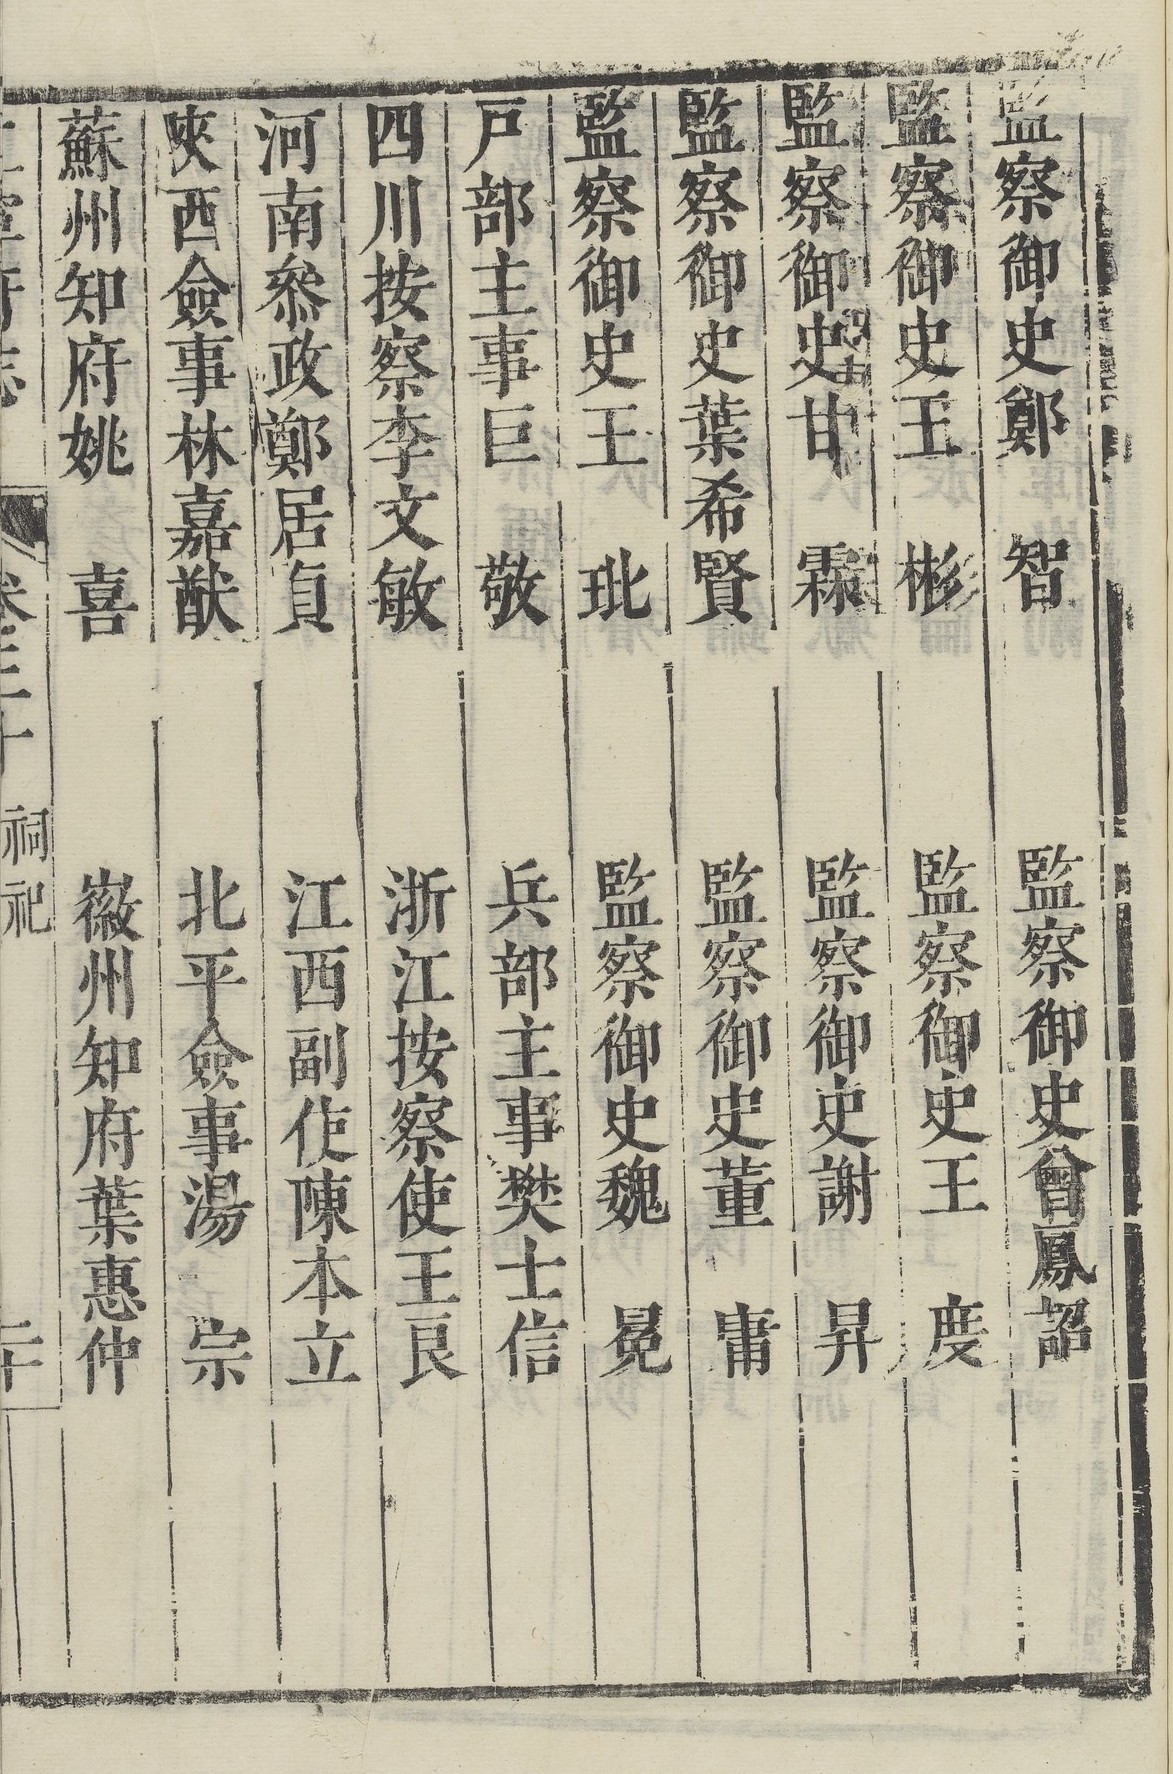 監察御史鄭　智　監察御史曾鳳韶
監察御史王　彬　監察御史王　度
監察御史甘　霖　監察御史謝　昇
監察御史葉希賢　監察御史董　庸
監察御史王　玭　監察御史魏　冕
戸部主事巨　敬　兵部主事樊士信
四川按察李文敏　浙江按察使王良
河南叅政鄭居貞　江西副使陳本立
陝西僉事林嘉猷　北平僉事湯　宗
蘇州知府姚　喜　徽州知府葉惠仲
卷三十　祠祀